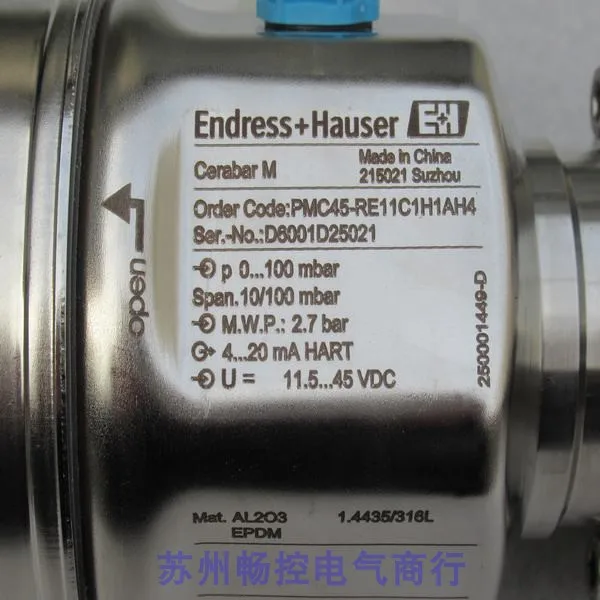 Endress+Hauser E+H
Cerabar M
Made in China
215021 Suzhou
Order Code:PMC45-RE11C1H1AH4
Ser.-No.:D6001D25021
p 0...100 mbar
Span.10/100 mbar
M.W.P.: 2.7 bar
4...20 mA HART
U = 11.5...45 VDC
250001449-D
open
Mat. AL2O3 1.4435/316L
EPDM
苏州畅控电气商行